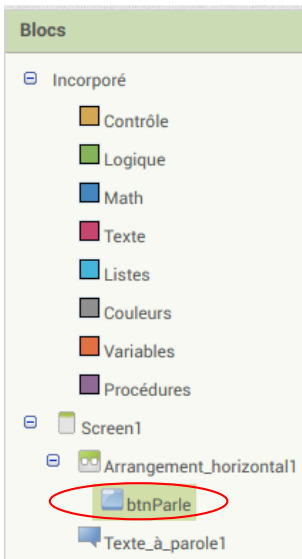 Blocs
Incorporé
Contrôle
Logique
Math
Texte
Listes
Couleurs
Variables
Procédures
Screen1
Arrangement_horizontal1
btnParle
Texte_à_parole1